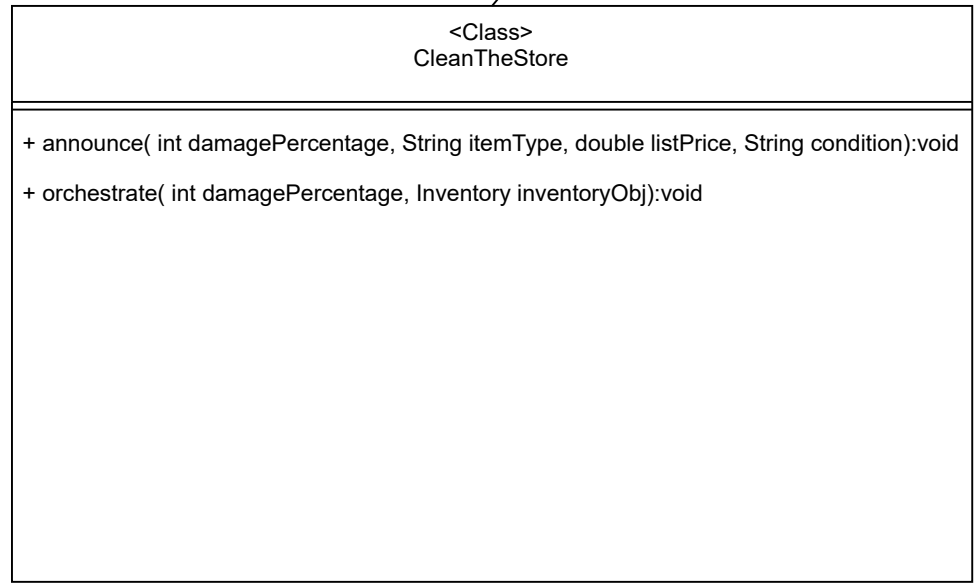 <Class>
CleanTheStore
+ announce( int damagePercentage, String itemType, double listPrice, String condition):void
+ orchestrate( int damagePercentage, Inventory inventoryObj):void